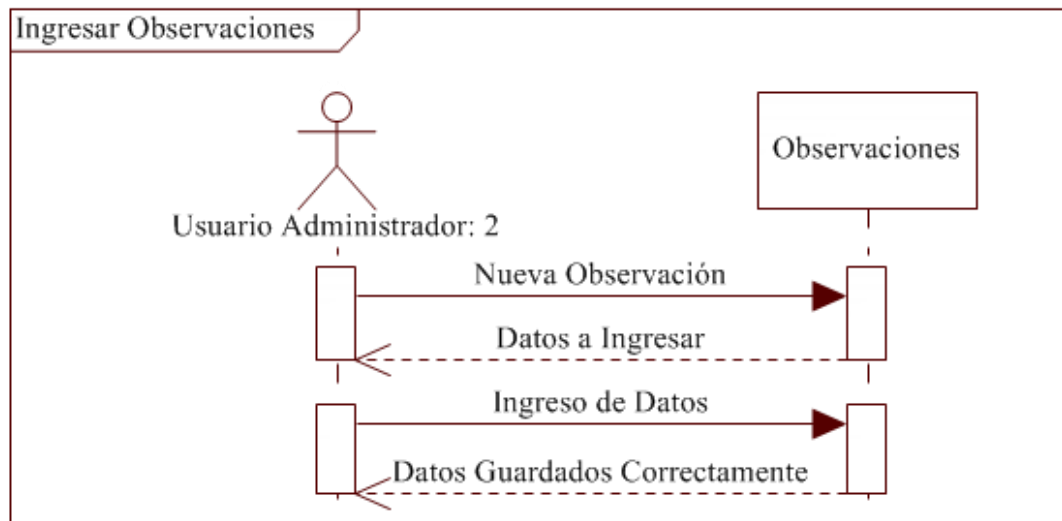 Ingresar Observaciones
Observaciones
Usuario Administrador: 2
Nueva Observación
Datos a Ingresar
Ingreso de Datos
Datos Guardados Correctamente